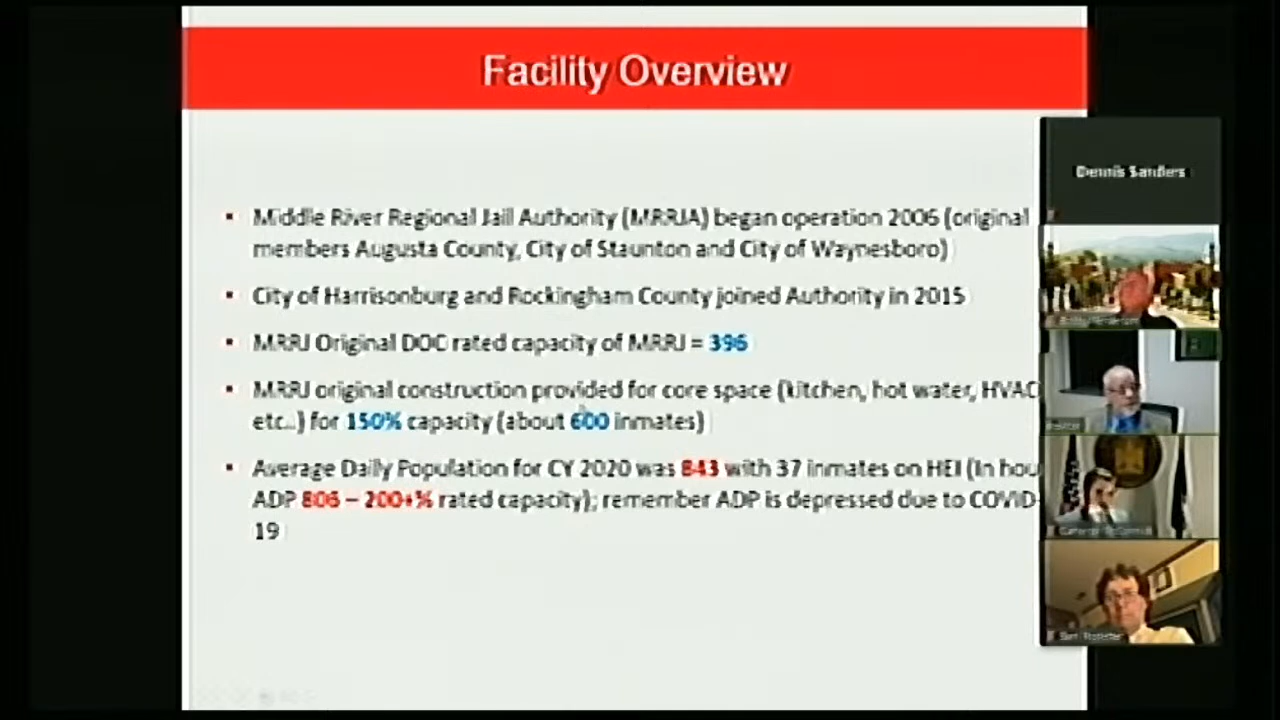 Facility Overview
▪ Middle River Regional Jail Authority (MRRJA) began operation 2006 (original
members Augusta County, City of Staunton and City of Waynesboro)
▪ City of Harrisonburg and Rockingham County joined Authority in 2015
▪ MRRJ Original DOC rated capacity of MRRJ = 396
▪ MRRJ original construction provided for core space (kitchen, hot water, HVAC
etc..) for 150% capacity (about 600 inmates)
▪ Average Daily Population for CY 2020 was 843 with 37 inmates on HEI (In hou
ADP 806 – 200+% rated capacity); remember ADP is depressed due to COVID-
19
Dennis Sanders